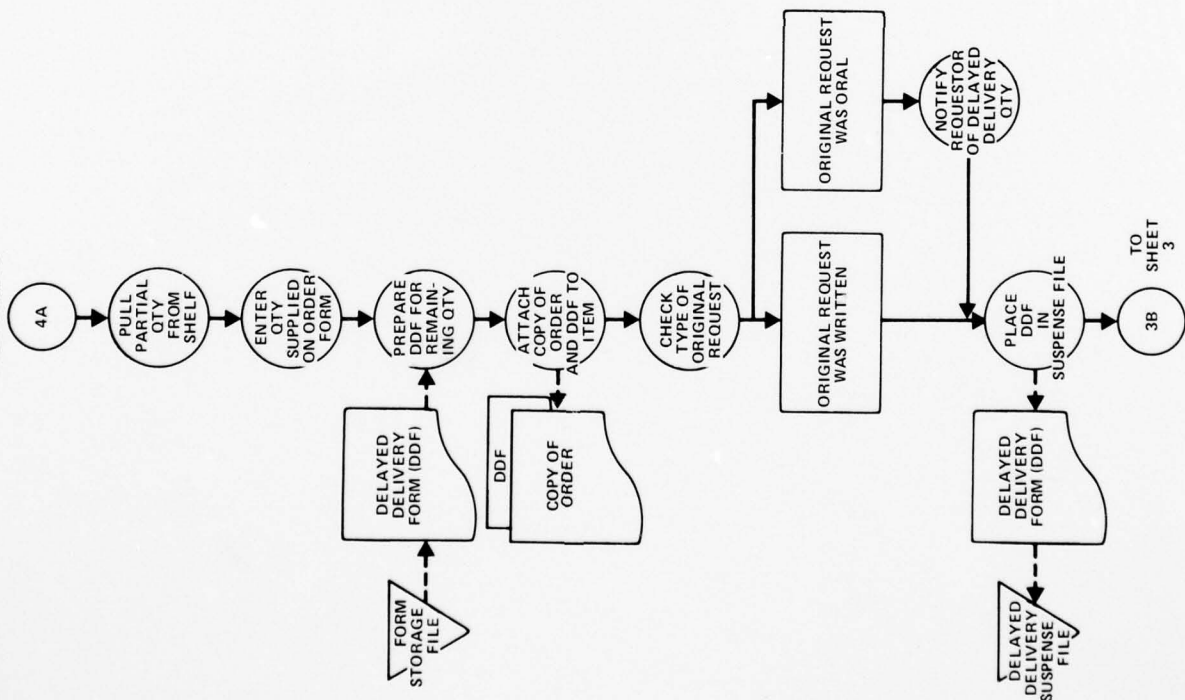 4A
PULL
PARTIAL
QTY
FROM
SHELF
ENTER
QTY
SUPPLIED
ON ORDER
FORM
FORM
STORAGE
FILE
DELAYED
DELIVERY
FORM (DDF)
PREPARE
DDF FOR
REMAIN-
ING QTY
DDF
COPY OF
ORDER
ATTACH
COPY OF
ORDER
AND DDF TO
ITEM
CHECK
TYPE OF
ORIGINAL
REQUEST
ORIGINAL REQUEST
WAS WRITTEN
ORIGINAL REQUEST
WAS ORAL
NOTIFY
REQUESTOR
OF DELAYED
DELIVERY
QTY
DELAYED
DELIVERY
SUSPENSE
FILE
DELAYED
DELIVERY
FORM (DDF)
PLACE
DDF
IN
SUSPENSE FILE
3B
TO
SHEET
3